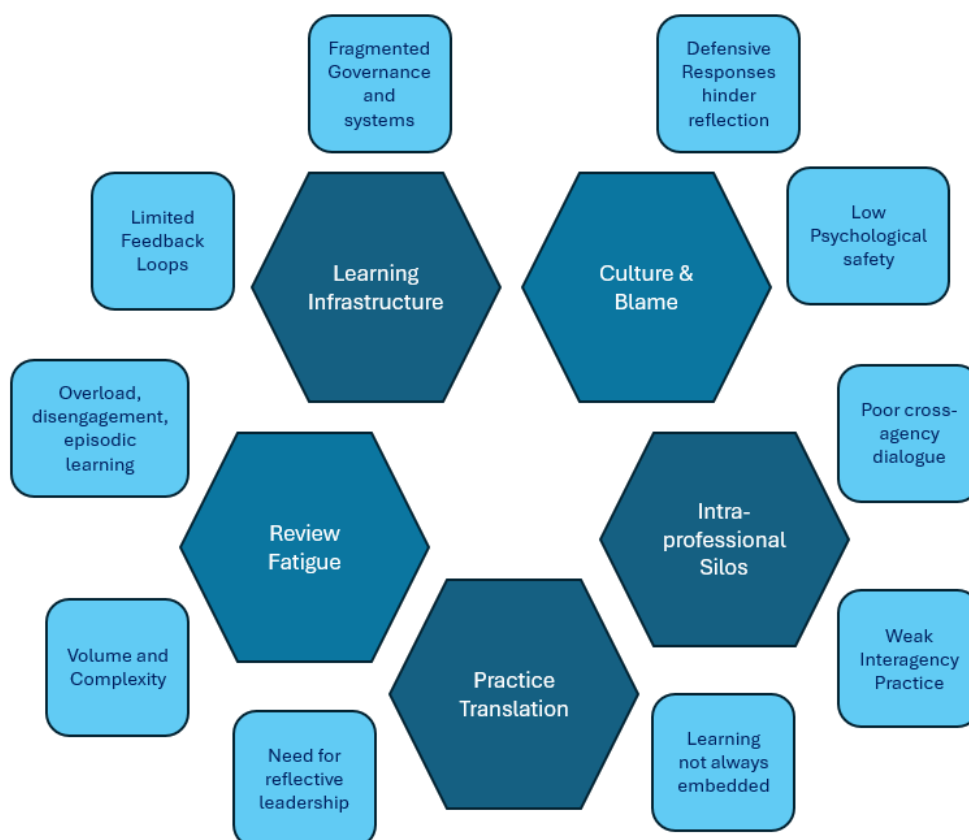 Fragmented
Governance
and
systems
Defensive
Responses
hinder
reflection
Limited
Feedback
Loops
Learning
Infrastructure
Culture &
Blame
Low
Psychological
safety
Overload,
disengagement,
episodic
learning
Poor cross-
agency
dialogue
Review
Fatigue
Intra-
professional
Silos
Volume and
Complexity
Practice
Translation
Weak
Interagency
Practice
Need for
reflective
leadership
Learning
not always
embedded